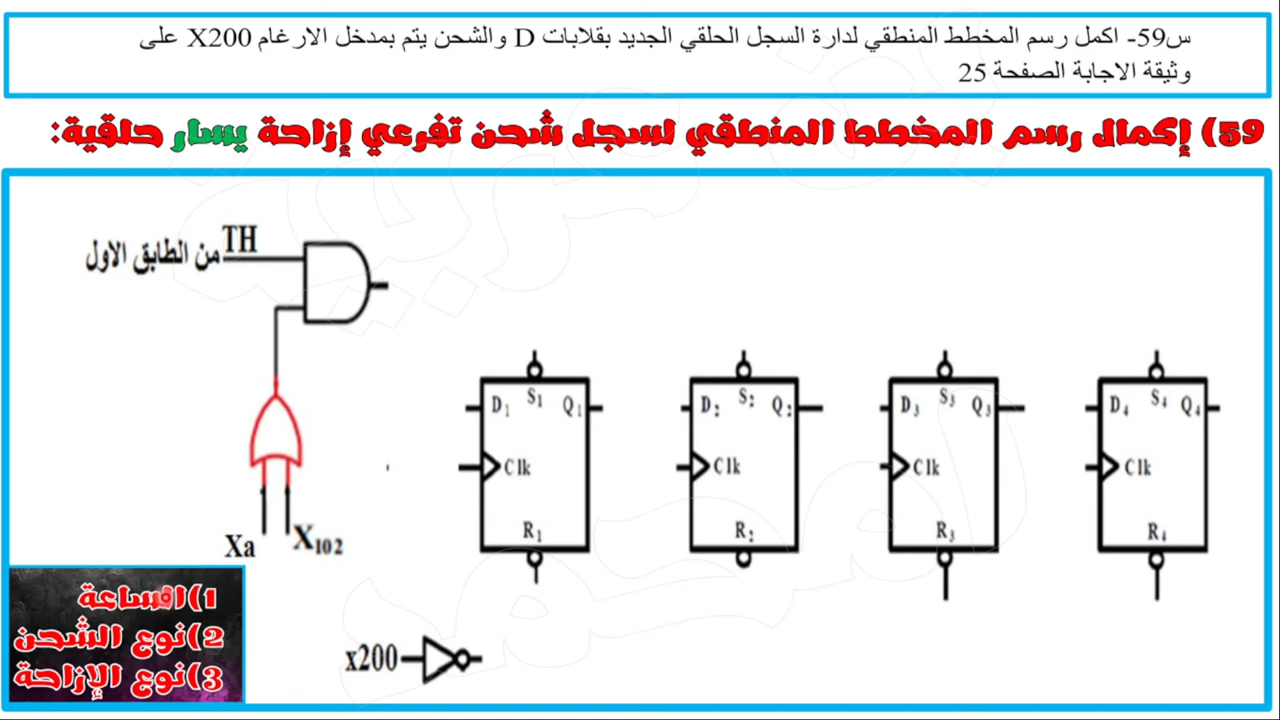 س59- اكمل رسم المخطط المنطقي لدارة السجل الحلقي الجديد بقلابات D والشحن يتم بمدخل الارغام X200 على
وثيقة الاجابة الصفحة 25
59) إكمال رسم المخطط المنطقي لسجل شحن تفرعي إزاحة يسار حلقية:
TH من الطابق الاول
D1 S1 Q1
D2 S2 Q2
D3 S3 Q3
D4 S4 Q4
Clk
Clk
Clk
Clk
R1
R2
R3
R4
Xa X102
1)الساعة
2)نوع الشحن
3)نوع الإزاحة
x200